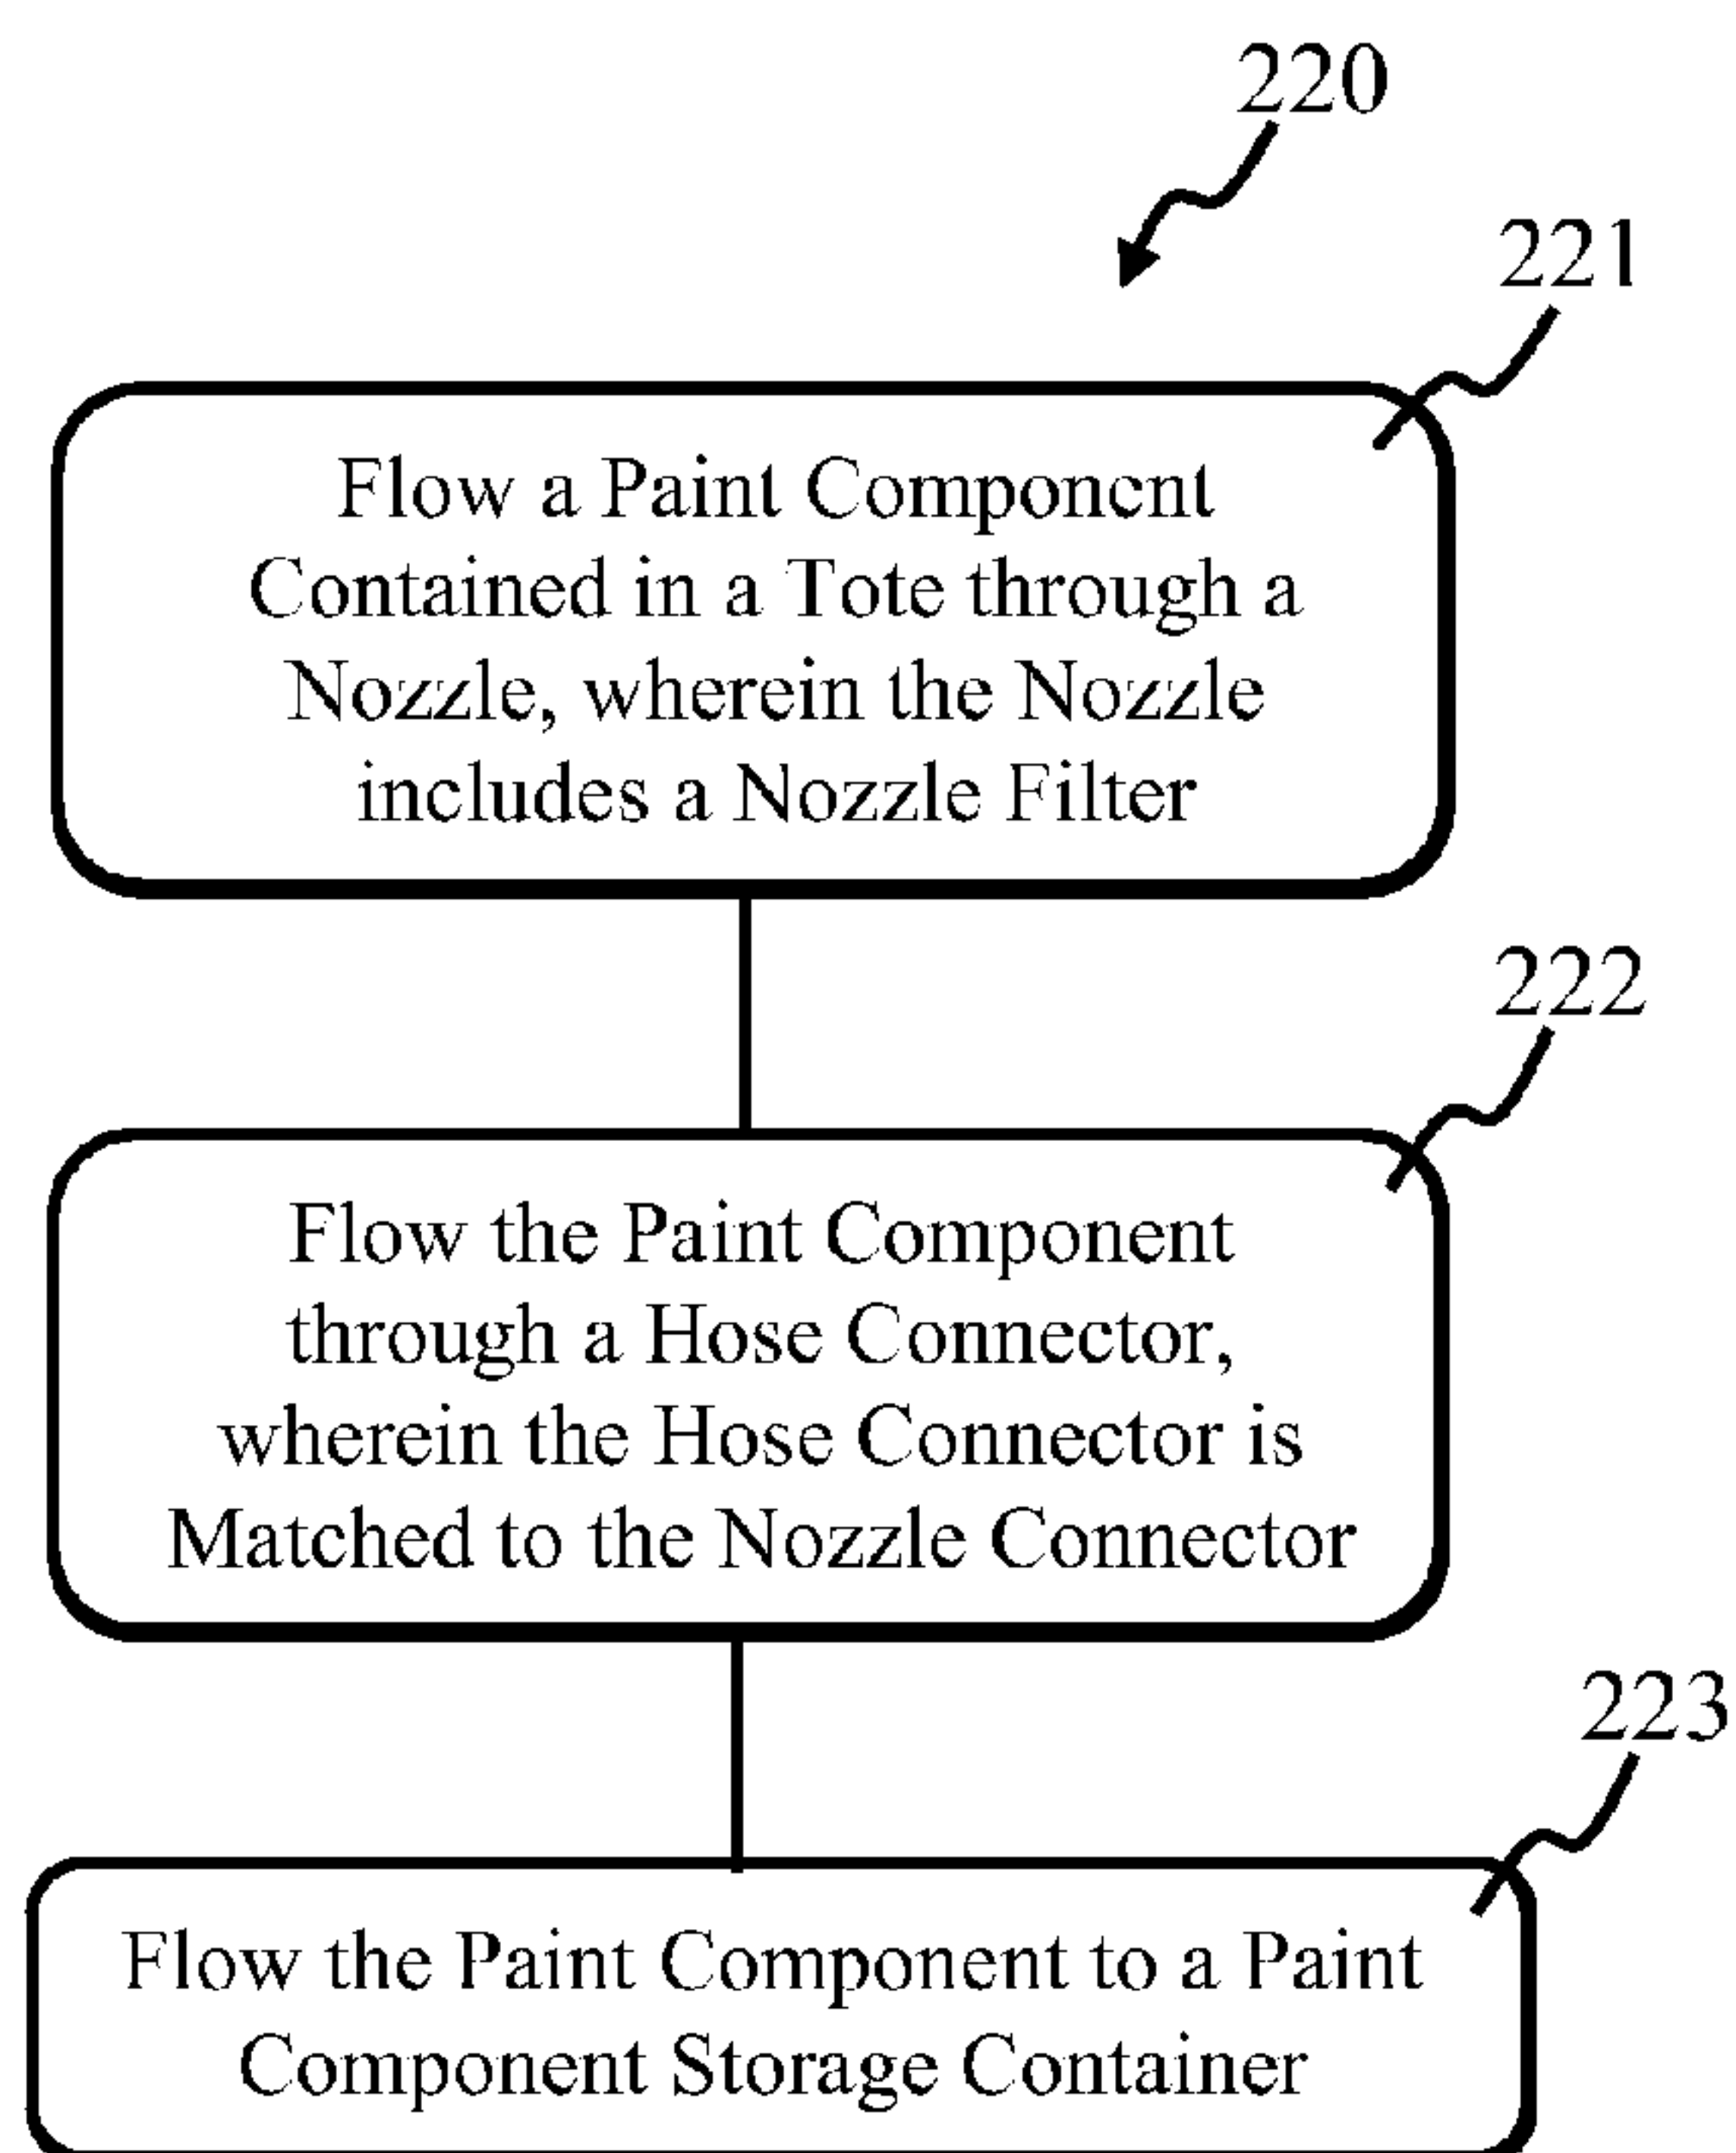 220
221
Flow a Paint Component
Contained in a Tote through a
Nozzle, wherein the Nozzle
includes a Nozzle Filter
222
Flow the Paint Component
through a Hose Connector,
wherein the Hose Connector is
Matched to the Nozzle Connector
223
Flow the Paint Component to a Paint
Component Storage Container